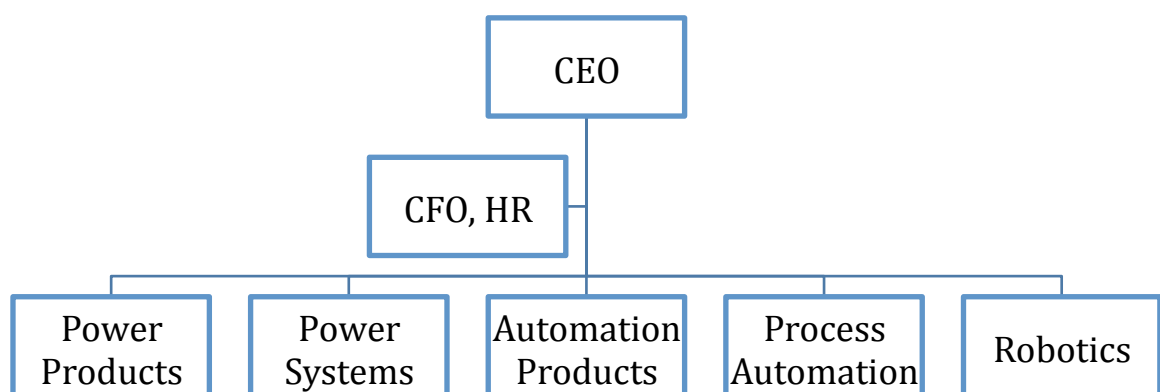 CEO
CFO, HR
Power
Products
Power
Systems
Automation
Products
Process
Automation
Robotics